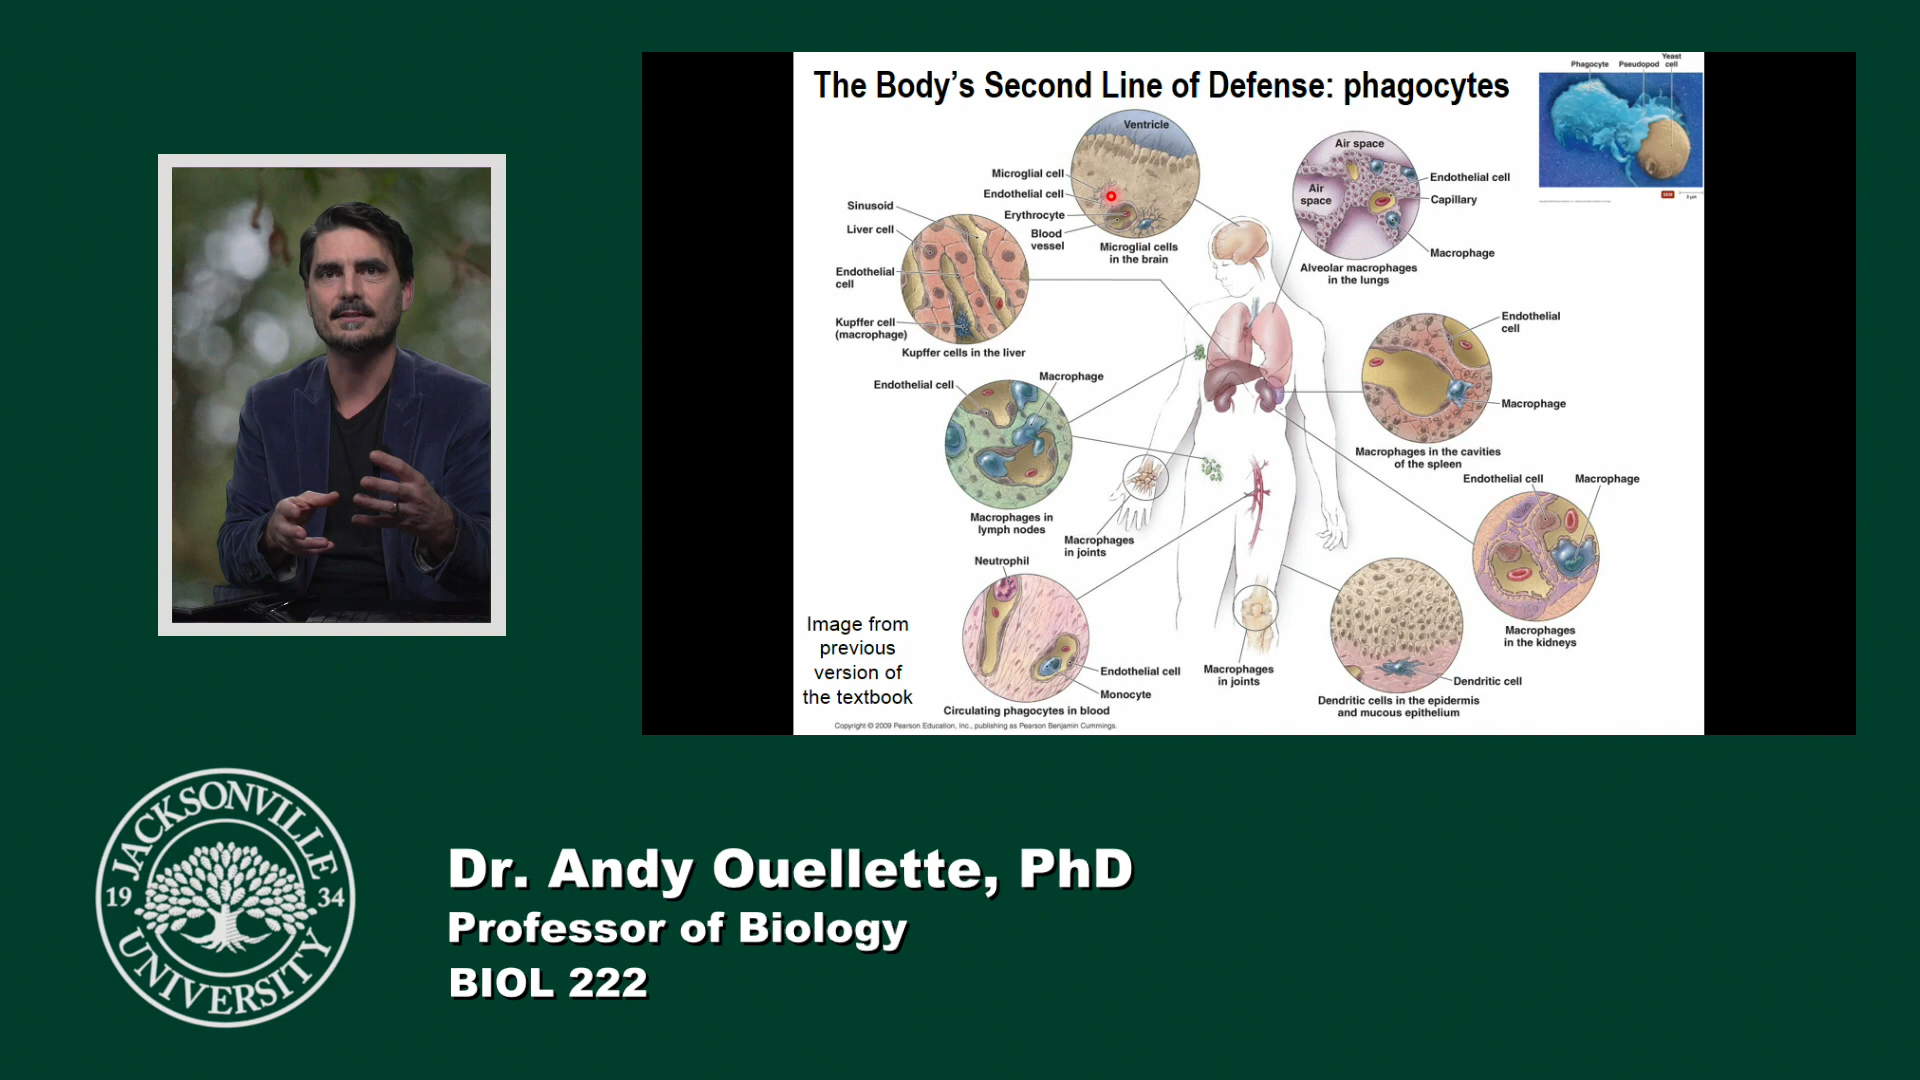 The Body's Second Line of Defense: phagocytes
Phagocyte
Pseudopod
Yeast
cell
Ventricle
Microglial cell
Endothelial cell
Erythrocyte
Blood
vessel
Microglial cells
in the brain
Air space
Air
space
Endothelial cell
Capillary
Macrophage
Alveolar macrophages
in the lungs
Sinusoid
Liver cell
Endothelial
cell
Kupffer cell
(macrophage)
Kupffer cells in the liver
Endothelial
cell
Macrophage
Macrophages in the cavities
of the spleen
Endothelial cell
Macrophage
Macrophages in
lymph nodes
Macrophages
in joints
Endothelial cell
Macrophage
Macrophages
in the kidneys
Neutrophil
Endothelial cell
Monocyte
Circulating phagocytes in blood
Macrophages
in joints
Dendritic cell
Dendritic cells in the epidermis
and mucous epithelium
Image from
previous
version of
the textbook
Copyright © 2009 Pearson Education, Inc., publishing as Pearson Benjamin Cummings.
JACKSONVILLE
19 34
UNIVERSITY
Dr. Andy Ouellette, PhD
Professor of Biology
BIOL 222